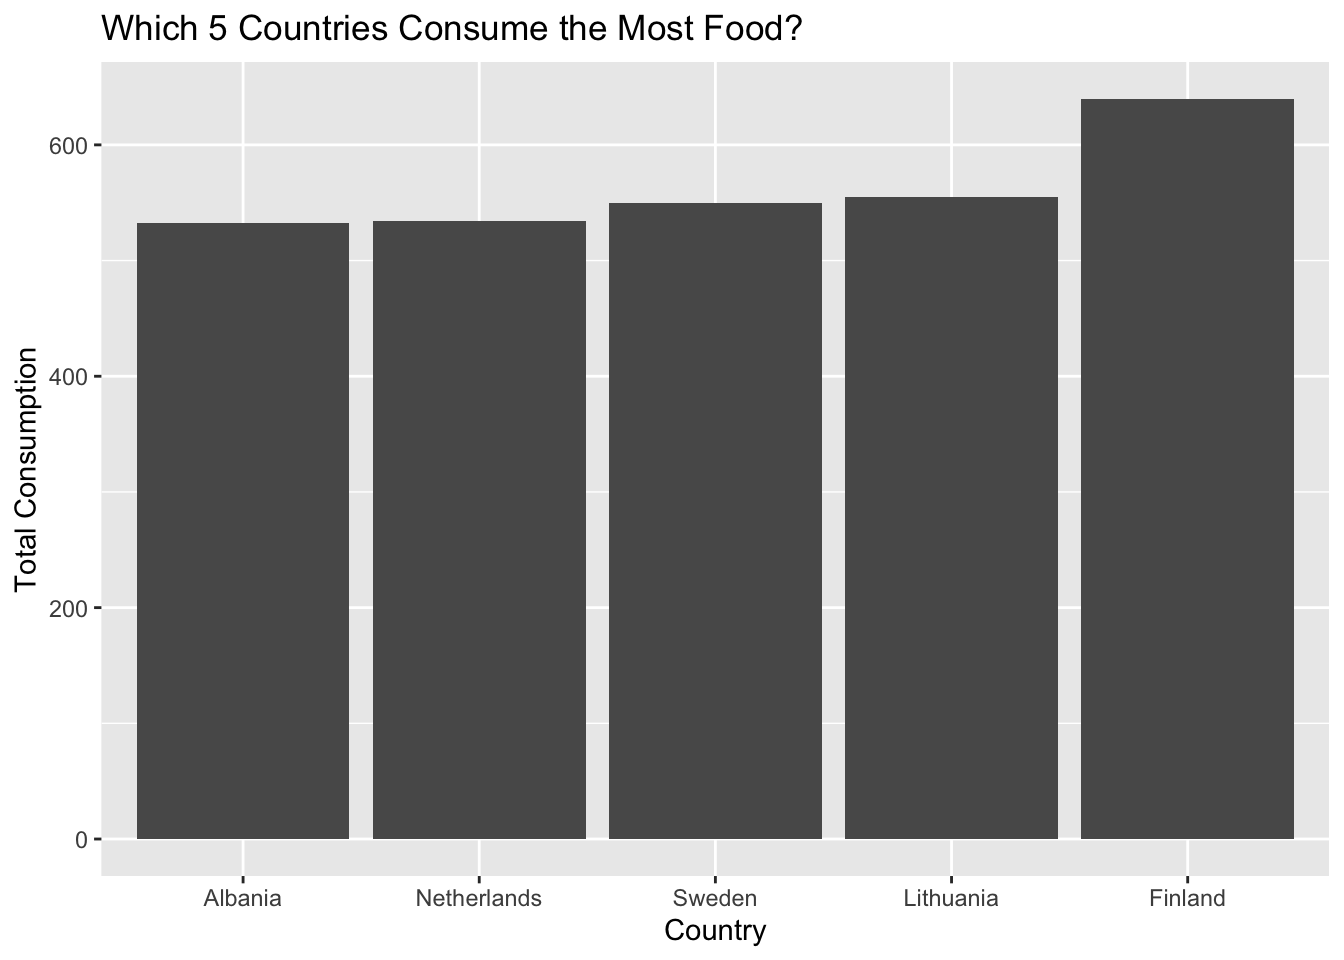 Which 5 Countries Consume the Most Food?
600
400
200
0
Total Consumption
Albania
Netherlands
Sweden
Lithuania
Finland
Country